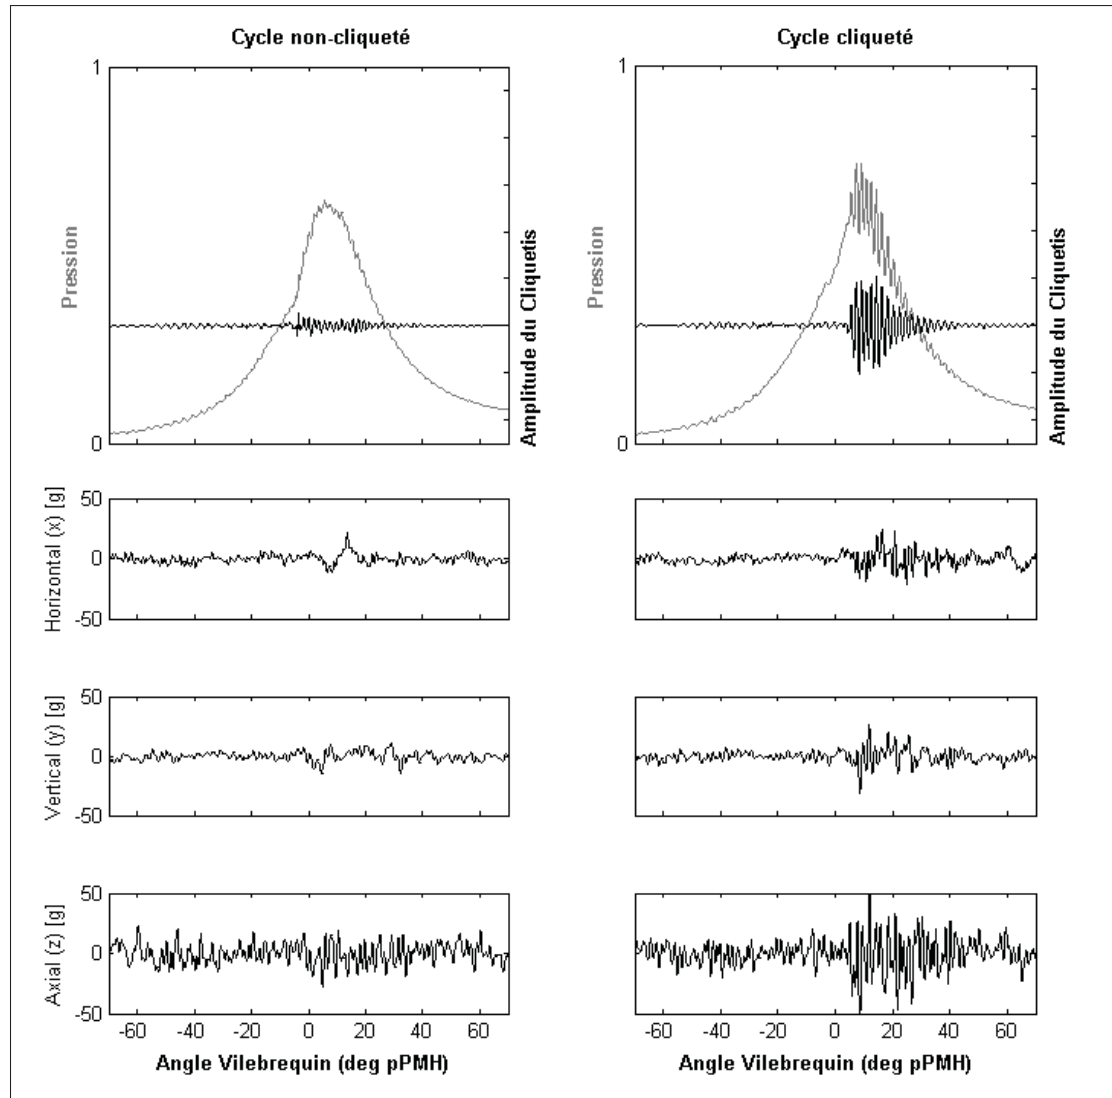 Cycle non-cliqueté
Cycle cliqueté
1
0
Pression
Amplitude du Cliquetis
1
0
Pression
Amplitude du Cliquetis
50
0
-50
Horizontal (x) [g]
50
0
-50
Vertical (y) [g]
50
0
-50
Axial (z) [g]
-60 -40 -20 0 20 40 60
Angle Vilebrequin (deg pPMH)
-60 -40 -20 0 20 40 60
Angle Vilebrequin (deg pPMH)